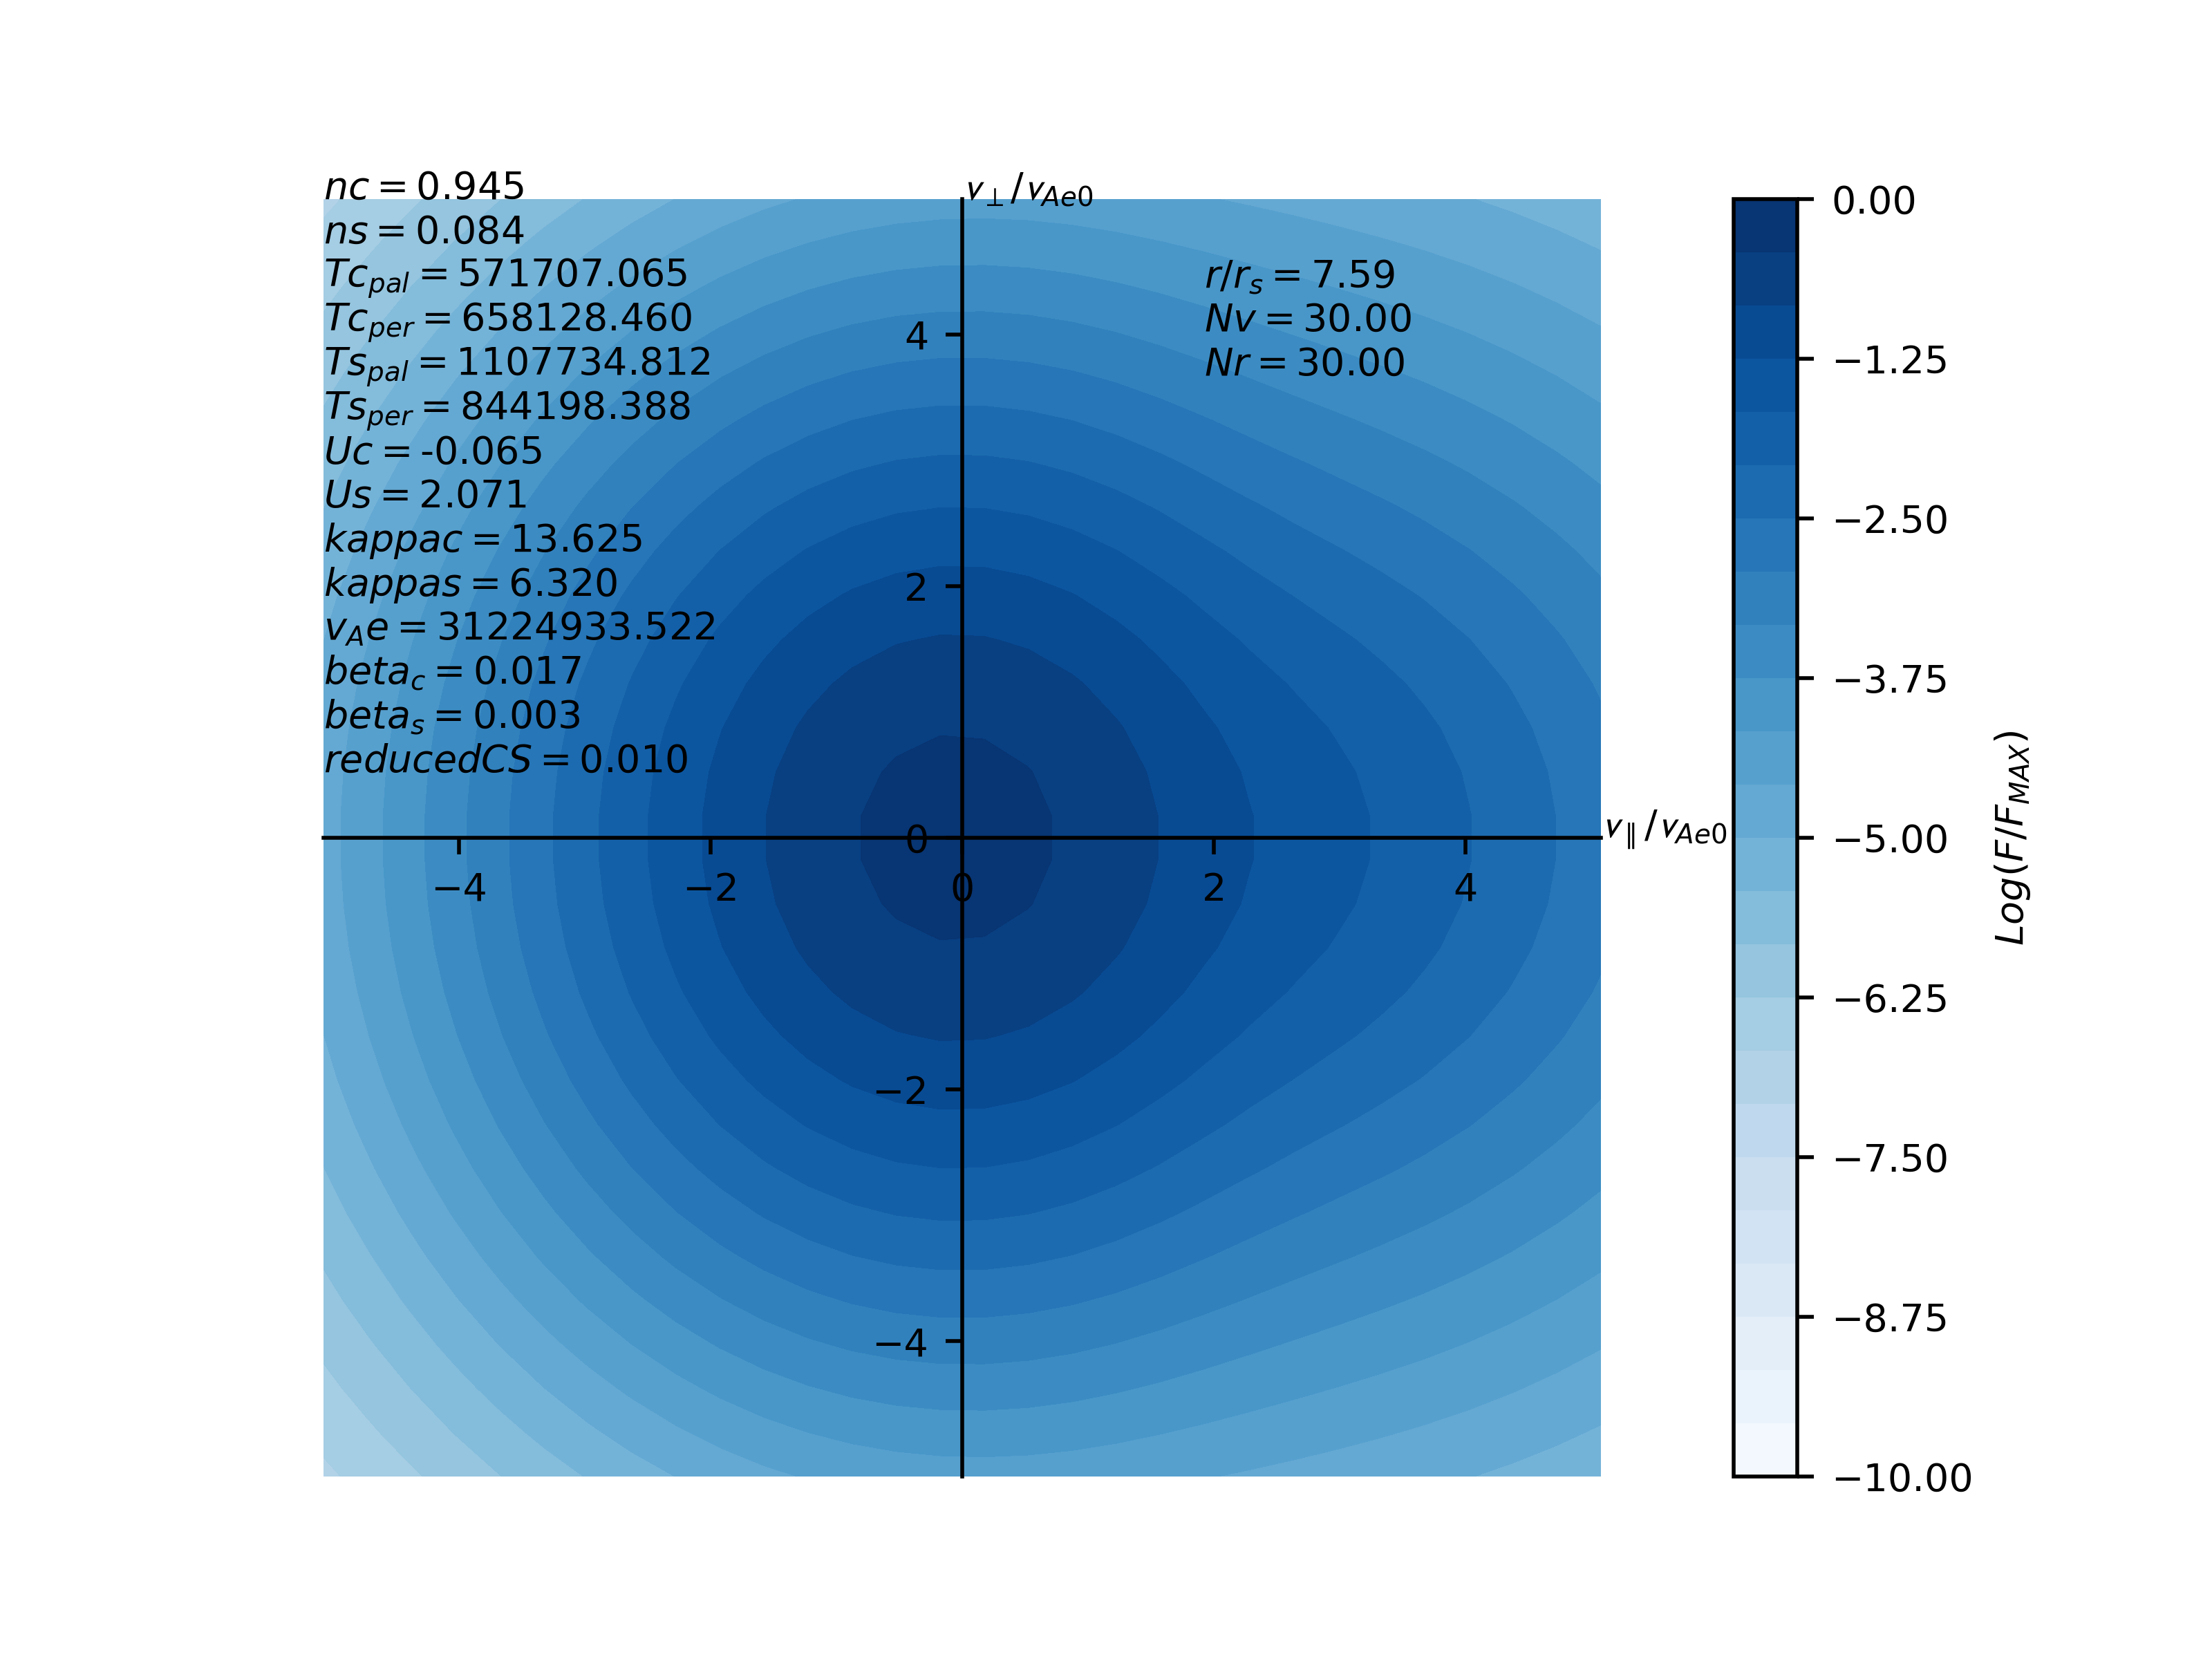 nc = 0.945
ns = 0.084
Tc_pal = 571707.065
Tc_per = 658128.460
Ts_pal = 1107734.812
Ts_per = 844198.388
Uc = -0.065
Us = 2.071
kappac = 13.625
kappas = 6.320
v_Ae = 31224933.522
beta_c = 0.017
beta_s = 0.003
reducedCS = 0.010
v⊥/v_Ae0
r/r_s = 7.59
Nv = 30.00
Nr = 30.00
4
2
0
−2
−4
−4
−2
0
2
4
v∥/v_Ae0
0.00
−1.25
−2.50
−3.75
−5.00
−6.25
−7.50
−8.75
−10.00
Log(F/F_MAX)